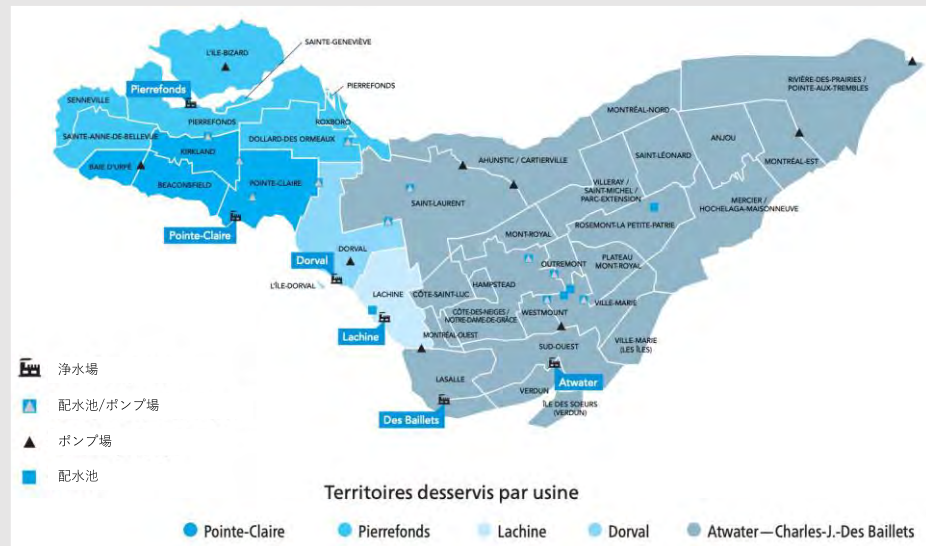 SAINTE-GENEVIÈVE
L'ILE-BIZARD
Pierrefonds
PIERREFONDS
RIVIÈRE-DES-PRAIRIES /
POINTE-AUX-TREMBLES
SENNEVILLE
PIERREFONDS
ROXBORO
MONTRÉAL-NORD
SAINTE-ANNE-DE-BELLEVUE
DOLLARD-DES ORMEAUX
ANJOU
KIRKLAND
SAINT-LÉONARD
AHUNSTIC / CARTIERVILLE
MONTRÉAL-EST
BAIE D'URFÉ
BEACONSFIELD
POINTE-CLAIRE
VILLERAY /
SAINT-MICHEL /
PARC-EXTENSION
MERCIER /
HOCHELAGA-MAISONNEUVE
SAINT-LAURENT
ROSEMONT-LA PETITE-PATRIE
Pointe-Claire
MONT-ROYAL
DORVAL
OUTREMONT
PLATEAU
MONT-ROYAL
Dorval
L'ÎLE-DORVAL
LACHINE
CÔTE-SAINT-LUC
HAMPSTEAD
VILLE-MARIE
CÔTE-DES-NEIGES /
NOTRE-DAME-DE-GRÂCE
WESTMOUNT
Lachine
MONTRÉAL-OUEST
SUD-OUEST
VILLE-MARIE
(LES ÎLES)
LASALLE
Atwater
VERDUN
Des Baillets
ÎLE DES SOEURS
(VERDUN)
浄水場
配水池/ポンプ場
ポンプ場
配水池
Territoires desservis par usine
Pointe-Claire
Pierrefonds
Lachine
Dorval
Atwater—Charles-J.-Des Baillets